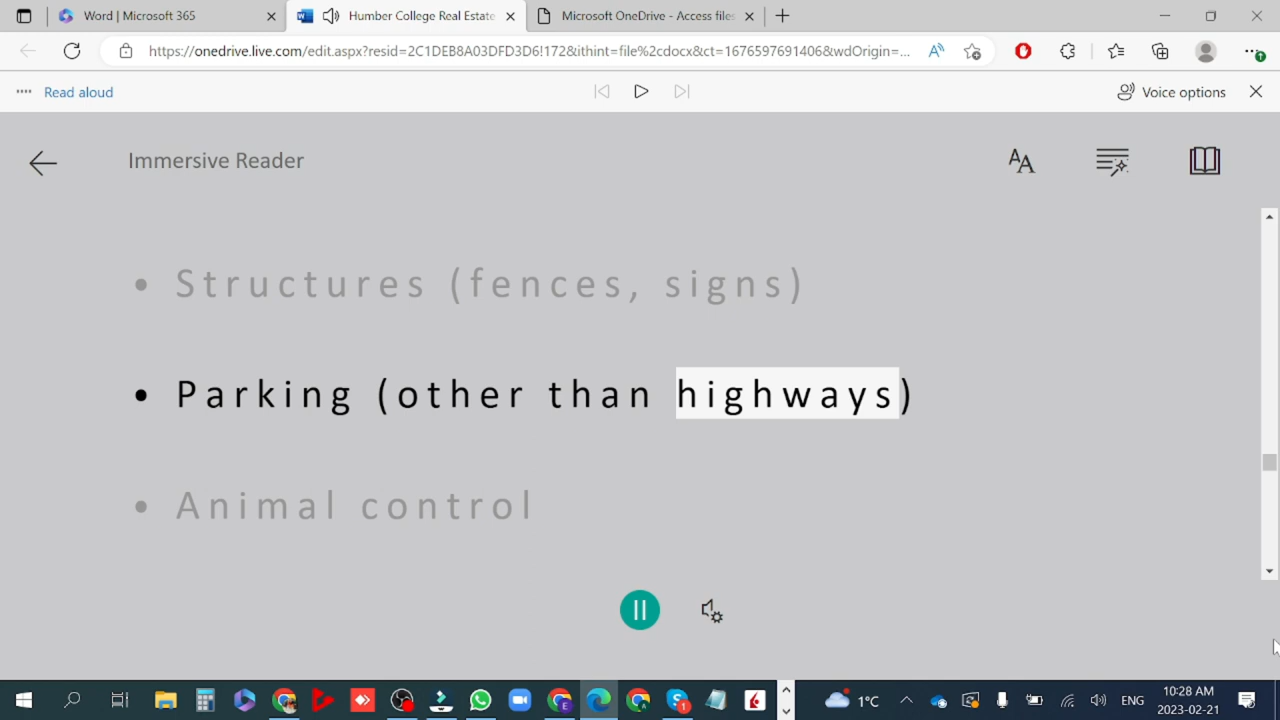 Word | Microsoft 365
Humber College Real Estate
Microsoft OneDrive - Access files
https://onedrive.live.com/edit.aspx?resid=2C1DEB8A03DFD3D6!172&ithint=file%2cdocx&ct=1676597691406&wdOrigin=...
Read aloud
Voice options
Immersive Reader
• Structures (fences, signs)
• Parking (other than highways)
• Animal control
1°C
ENG
10:28 AM
2023-02-21